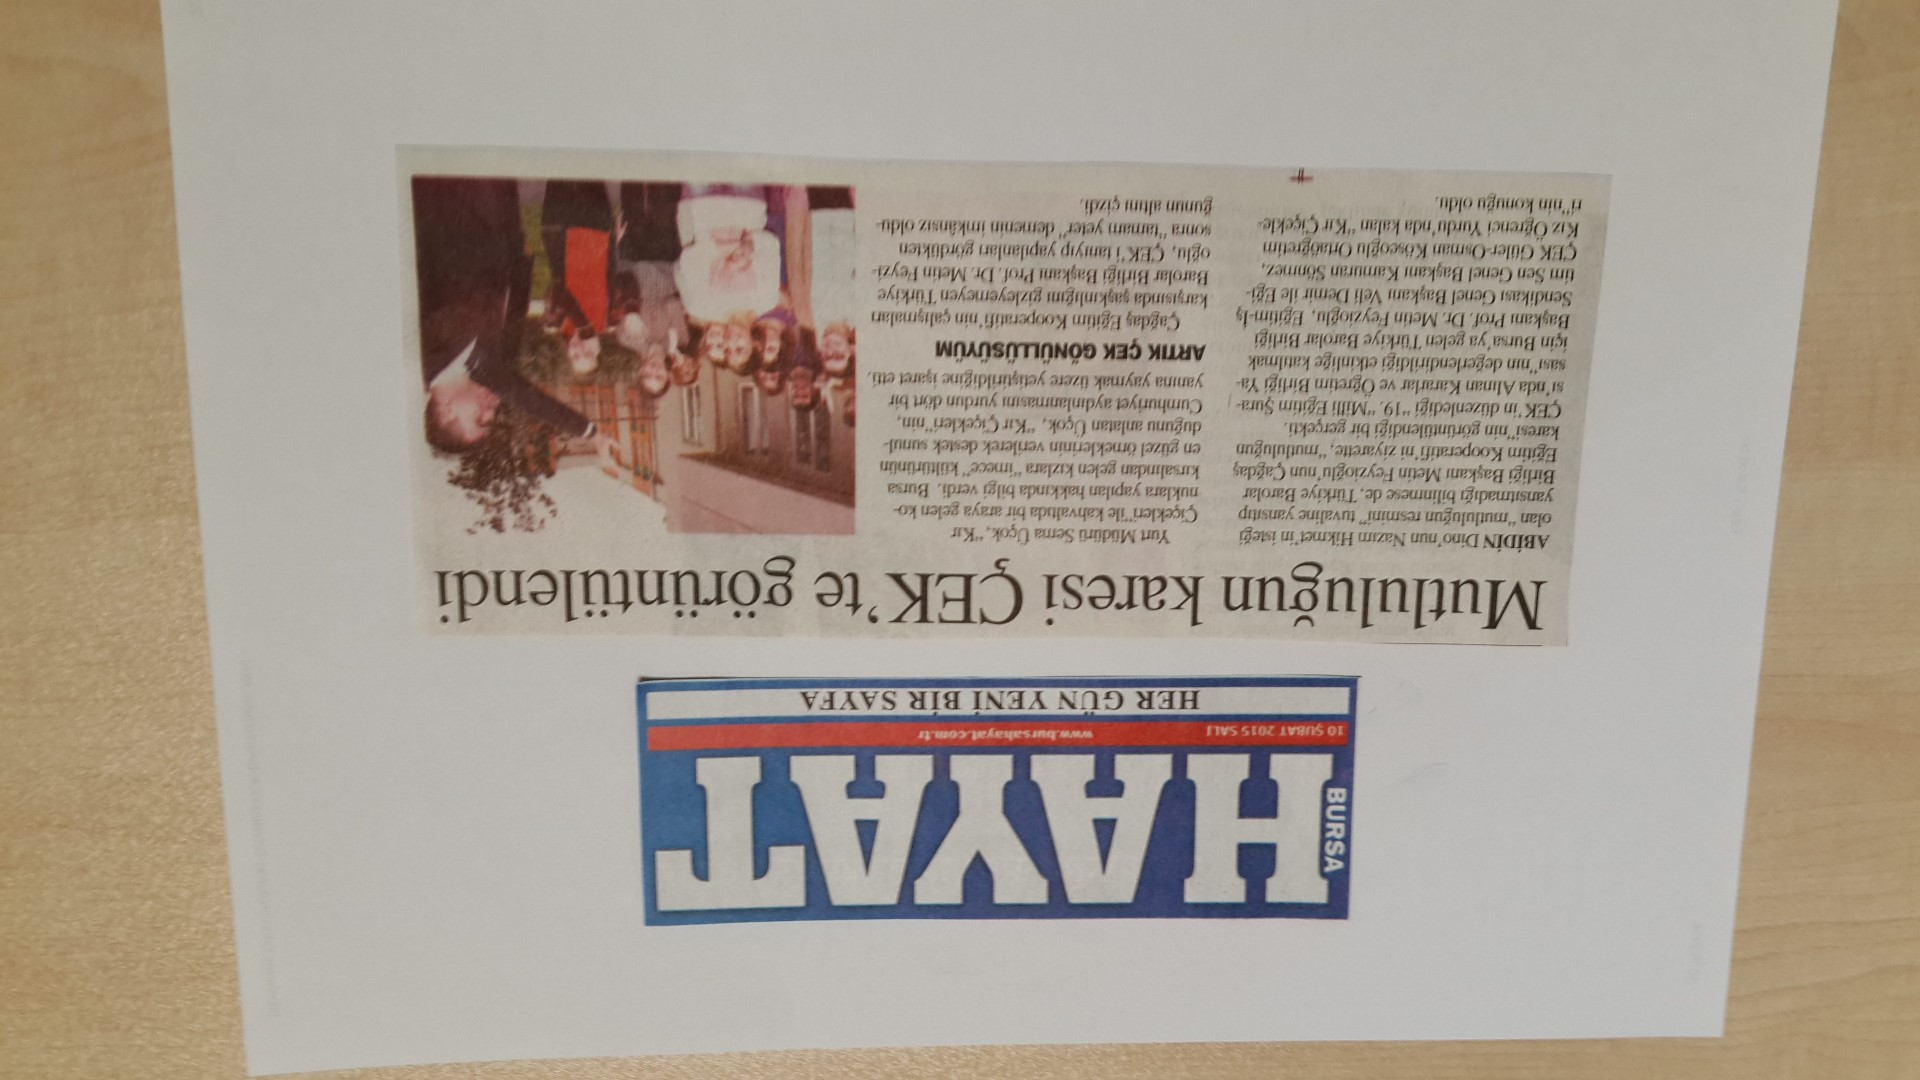 BURSA
HAYAT
10 ŞUBAT 2015 SALI
www.bursahayat.com.tr
HER GÜN YENİ BİR SAYFA
Mutluluğun karesi ÇEK'te görüntülendi
ABİDİN Dino'nun Nazım Hikmet'in isteği
olan "mutluluğun resmini" tuvaline yansıtıp
yansıtmadığı bilinmese de, Türkiye Barolar
Birliği Başkanı Metin Feyzioğlu'nun Çağdaş
Eğitim Kooperatifi'ni ziyarette, "mutluluğun
karesi"nin görüntülendiği bir gerçekti.
ÇEK'in düzenlediği "19. "Milli Eğitim Şura-
sı'nda Alınan Kararlar ve Öğretim Birliği Ya-
sası"nın değerlendirildiği etkinliğe katılmak
için Bursa'ya gelen Türkiye Barolar Birliği
Başkanı Prof. Dr. Metin Feyzioğlu, Eğitim-İş
Sendikası Genel Başkanı Veli Demir ile Eği-
tim Sen Genel Başkanı Kamuran Sönmez,
ÇEK Güler-Osman Köseoğlu Ortaöğretim
Kız Öğrenci Yurdu'nda kalan "Kır Çiçekle-
ri"nin konuğu oldu.
Yurt Müdürü Sema Uçok, "Kır
Çiçekleri"ile kahvaltıda bir araya gelen ko-
nuklara yapılan hakkında bilgi verdi. Bursa
kırsalından gelen kızlara "imece" kültürünün
en güzel örneklerinin verilerek destek sunul-
duğunu anlatan Uçok, "Kır Çiçekleri"nin,
Cumhuriyet aydınlanmasını yurdun dört bir
yanına yaymak üzere yetiştirildiğine işaret etti.
ARTIK ÇEK GÖNÜLLÜSÜYÜM
Çağdaş Eğitim Kooperatifi'nin çalışmaları
karşısında şaşkınlığını gizleyemeyen Türkiye
Barolar Birliği Başkanı Prof. Dr. Metin Feyzi-
oğlu, ÇEK'i tanıyıp yapılanları gördükten
sonra "tamam yeter" demenin imkânsız oldu-
ğunun altını çizdi.